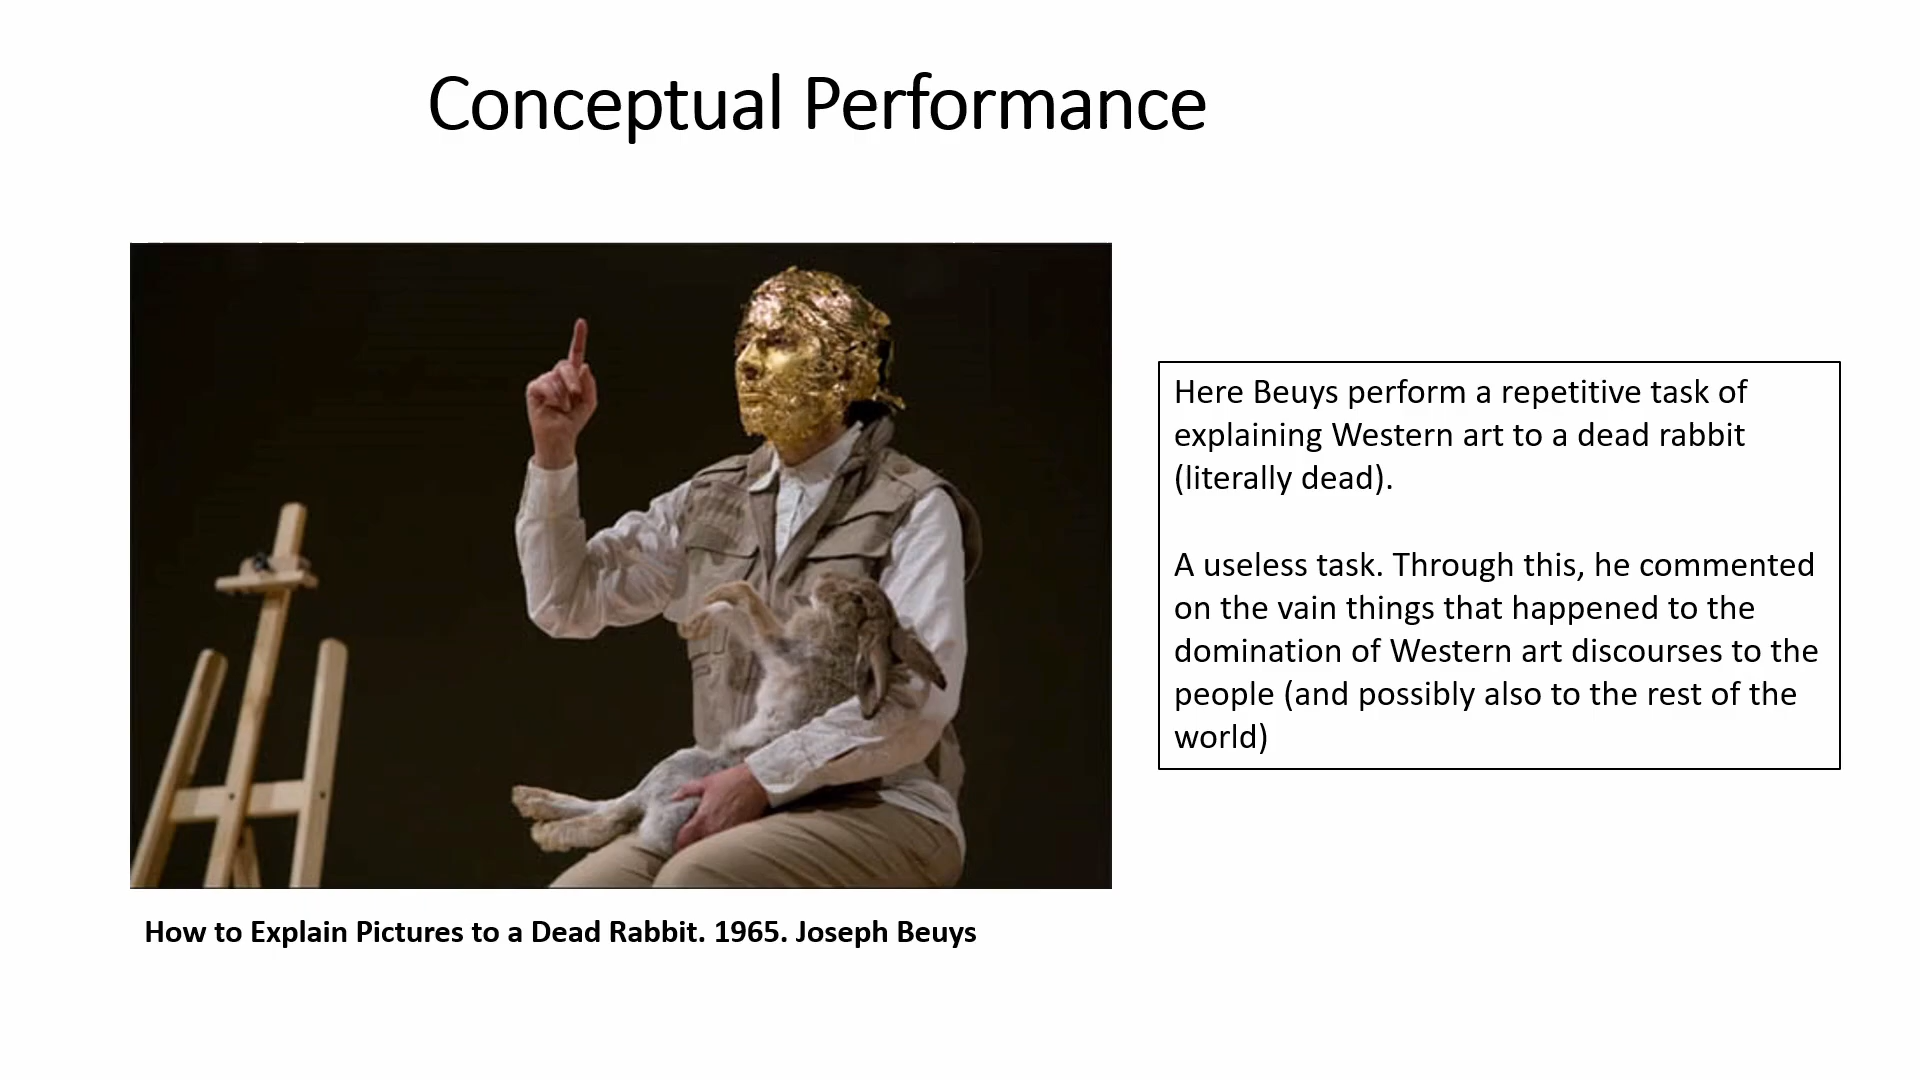 Conceptual Performance
Here Beuys perform a repetitive task of
explaining Western art to a dead rabbit
(literally dead).
A useless task. Through this, he commented
on the vain things that happened to the
domination of Western art discourses to the
people (and possibly also to the rest of the
world)
How to Explain Pictures to a Dead Rabbit. 1965. Joseph Beuys